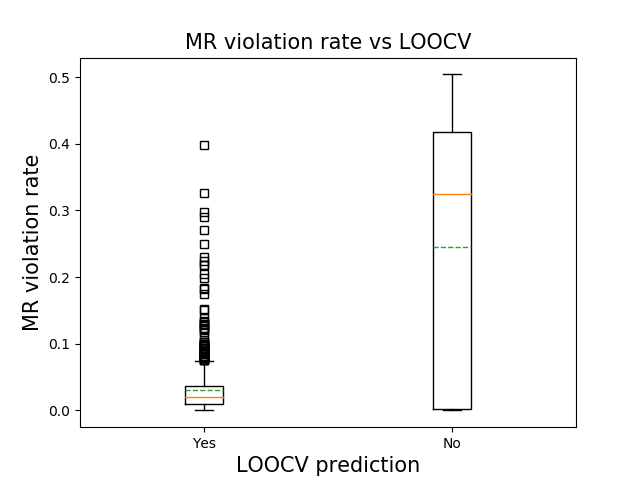 MR violation rate vs LOOCV
0.5
0.4
0.3
0.2
0.1
0.0
MR violation rate
Yes
No
LOOCV prediction